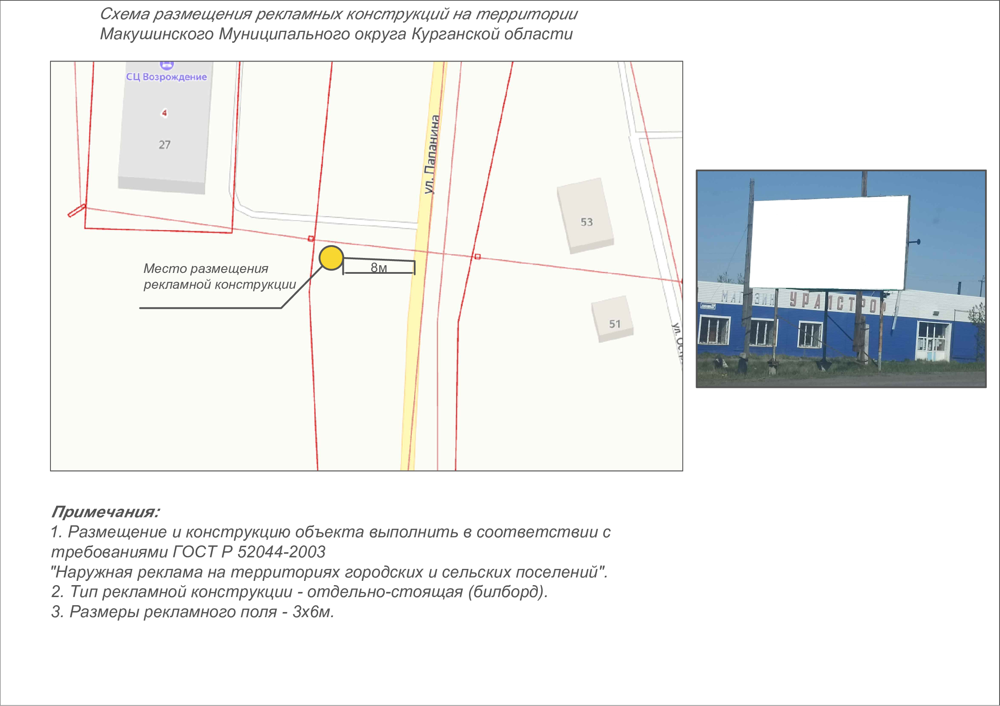 Схема размещения рекламных конструкций на территории
Макушинского Муниципального округа Курганской области
СЦ Возрождение
4
27
ул. Папанина
53
Место размещения
рекламной конструкции
8м
51
МАГАЗИН УРАЛСТРОМ
Примечания:
1. Размещение и конструкцию объекта выполнить в соответствии с
требованиями ГОСТ Р 52044-2003
"Наружная реклама на территориях городских и сельских поселений".
2. Тип рекламной конструкции - отдельно-стоящая (билборд).
3. Размеры рекламного поля - 3х6м.